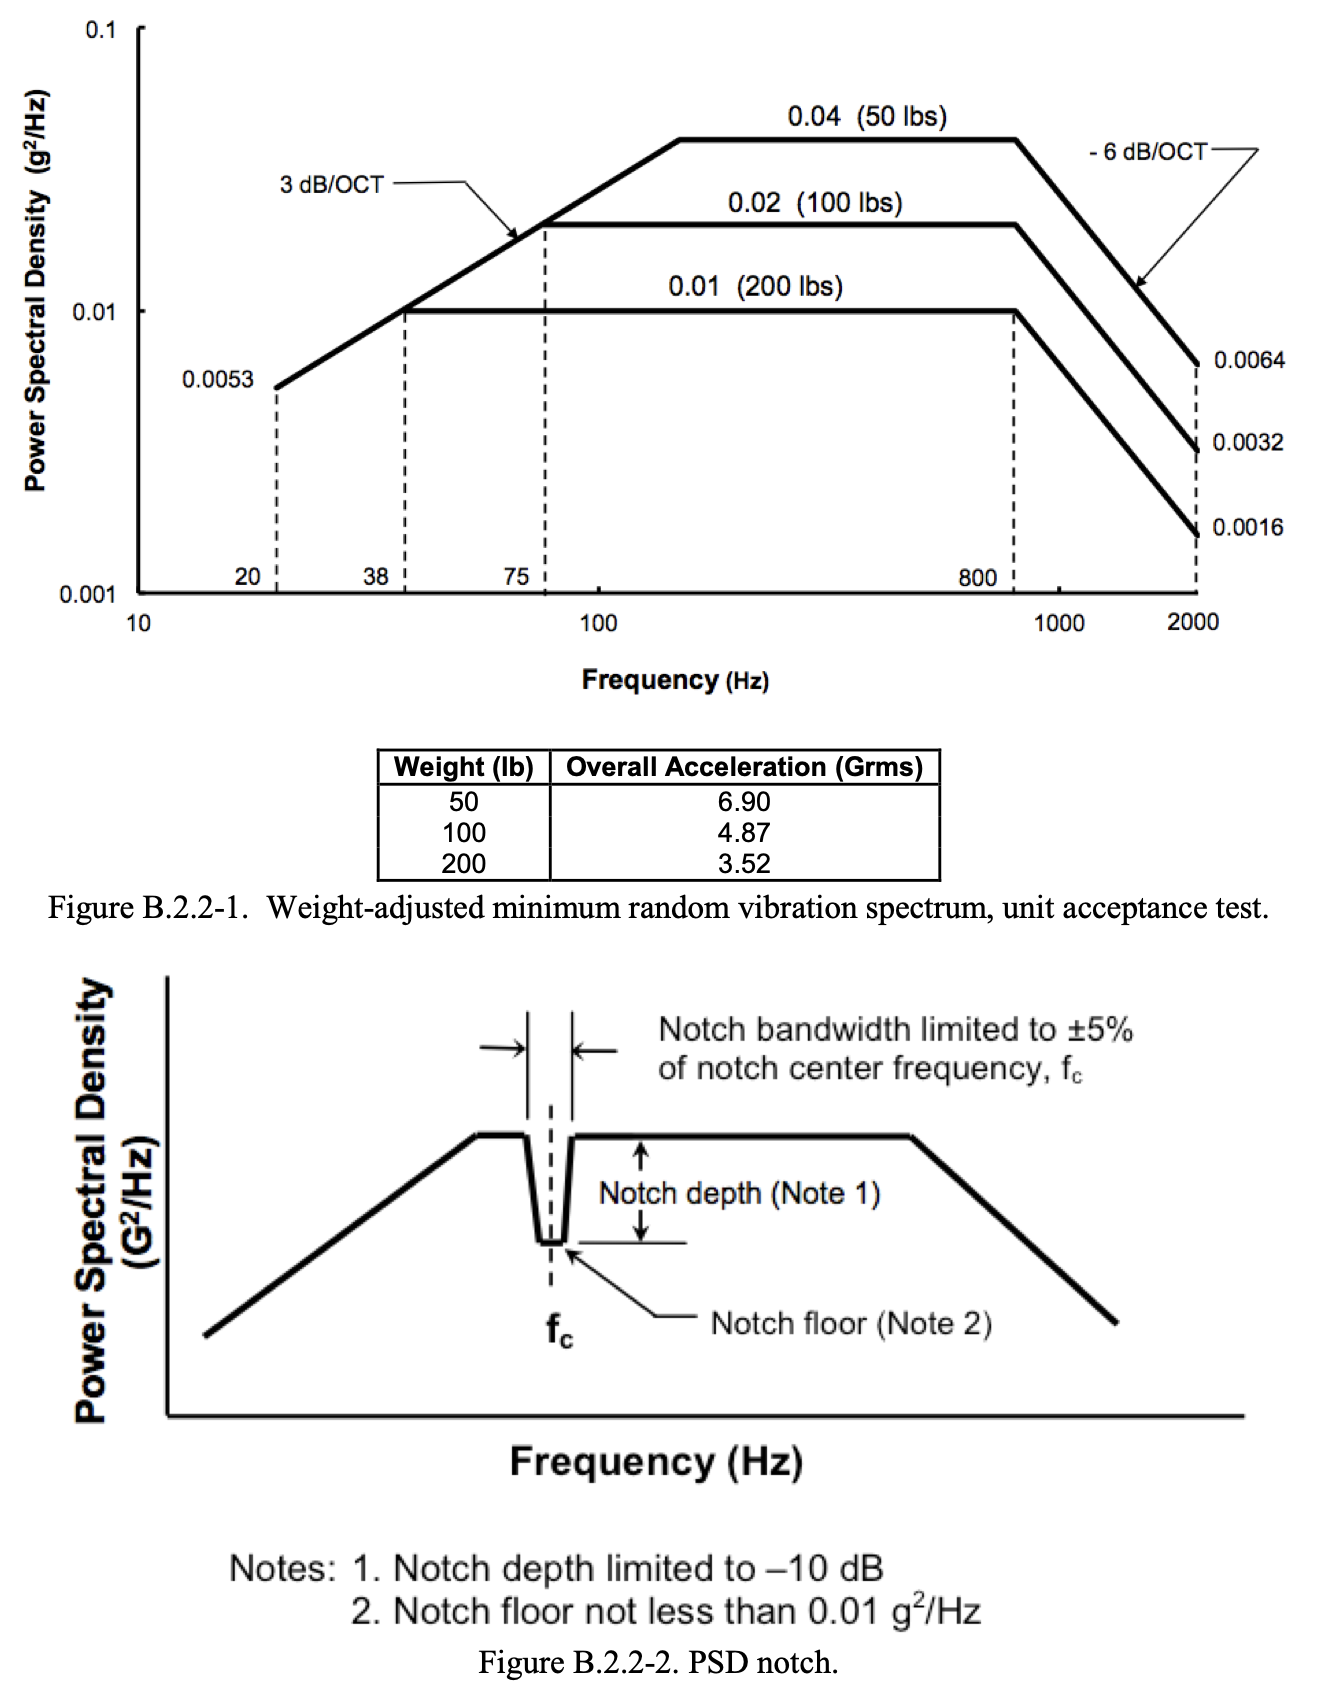 0.1
Power Spectral Density (g²/Hz)
0.04 (50 lbs)
- 6 dB/OCT
3 dB/OCT
0.02 (100 lbs)
0.01 (200 lbs)
0.01
0.0053
0.0064
0.0032
0.0016
20
38
75
800
0.001
10
100
1000
2000
Frequency (Hz)
Weight (lb) Overall Acceleration (Grms)
50 6.90
100 4.87
200 3.52
Figure B.2.2-1. Weight-adjusted minimum random vibration spectrum, unit acceptance test.
Power Spectral Density
(G²/Hz)
Notch bandwidth limited to ±5%
of notch center frequency, fc
Notch depth (Note 1)
Notch floor (Note 2)
fc
Frequency (Hz)
Notes: 1. Notch depth limited to –10 dB
2. Notch floor not less than 0.01 g²/Hz
Figure B.2.2-2. PSD notch.